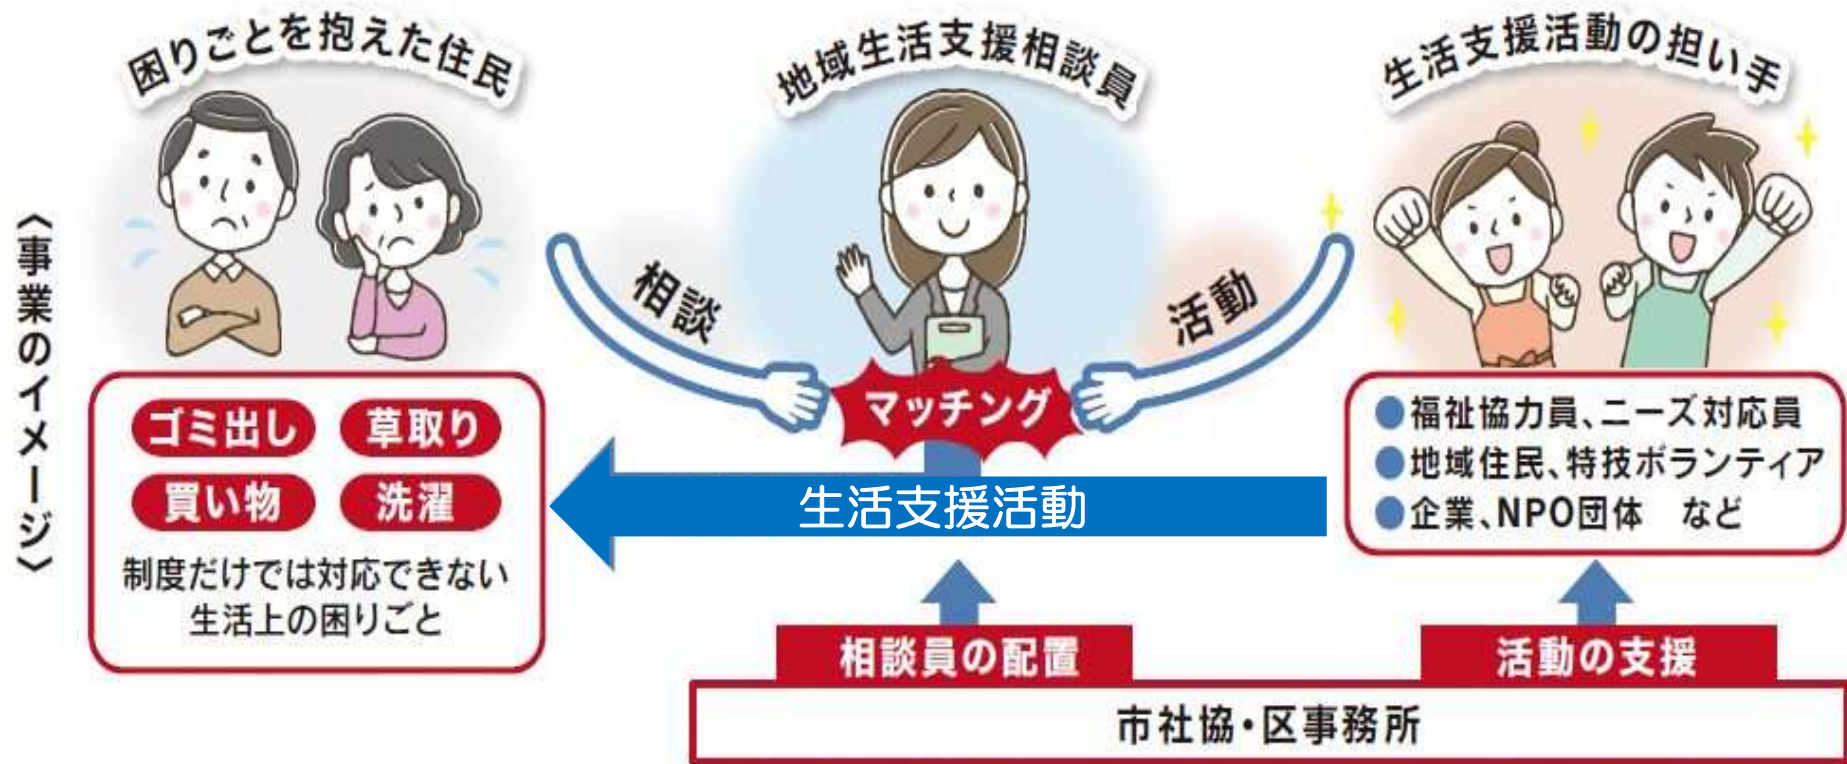 〈事業のイメージ〉
困りごとを抱えた住民
地域生活支援相談員
生活支援活動の担い手
相談
活動
マッチング
ゴミ出し
草取り
買い物
洗濯
制度だけでは対応できない
生活上の困りごと
生活支援活動
●福祉協力員、ニーズ対応員
●地域住民、特技ボランティア
●企業、NPO団体　など
相談員の配置
活動の支援
市社協・区事務所